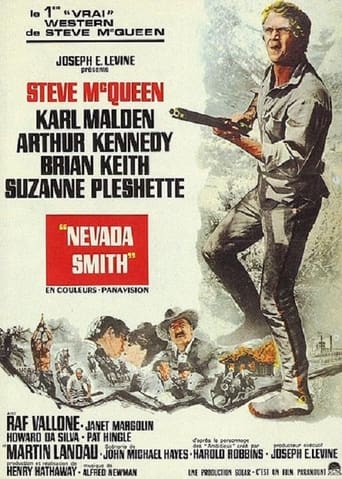 le 1er "VRAI"
WESTERN
de STEVE McQUEEN
JOSEPH E. LEVINE
présente
STEVE McQUEEN
KARL MALDEN
ARTHUR KENNEDY
BRIAN KEITH
SUZANNE PLESHETTE
"NEVADA
SMITH"
EN COULEURS - PANAVISION
avec
RAF VALLONE - JANET MARGOLIN
HOWARD DA SILVA - PAT HINGLE
MARTIN LANDAU
Scénario de
JOHN MICHAEL HAYES
d'après le personnage
des "Ambitieux" créé par
HAROLD ROBBINS
producteur exécutif
JOSEPH E. LEVINE
production et réalisation de
HENRY HATHAWAY
musique de
ALFRED NEWMAN
UNE PRODUCTION SOLAR - C'EST UN FILM PARAMOUNT